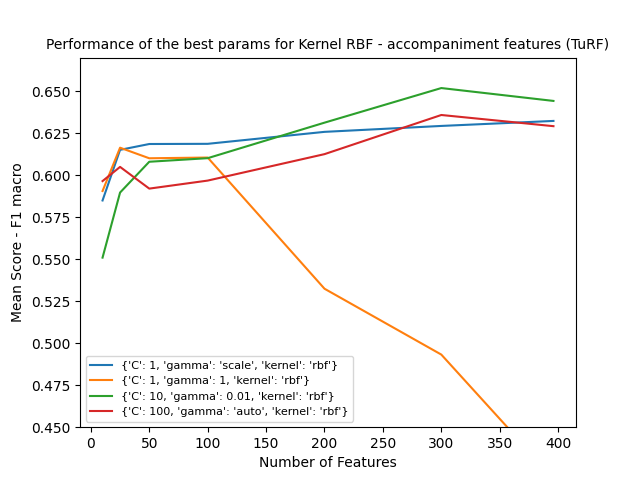 Performance of the best params for Kernel RBF - accompaniment features (TuRF)
Mean Score - F1 macro
0.650
0.625
0.600
0.575
0.550
0.525
0.500
0.475
0.450
{'C': 1, 'gamma': 'scale', 'kernel': 'rbf'}
{'C': 1, 'gamma': 1, 'kernel': 'rbf'}
{'C': 10, 'gamma': 0.01, 'kernel': 'rbf'}
{'C': 100, 'gamma': 'auto', 'kernel': 'rbf'}
0 50 100 150 200 250 300 350 400
Number of Features